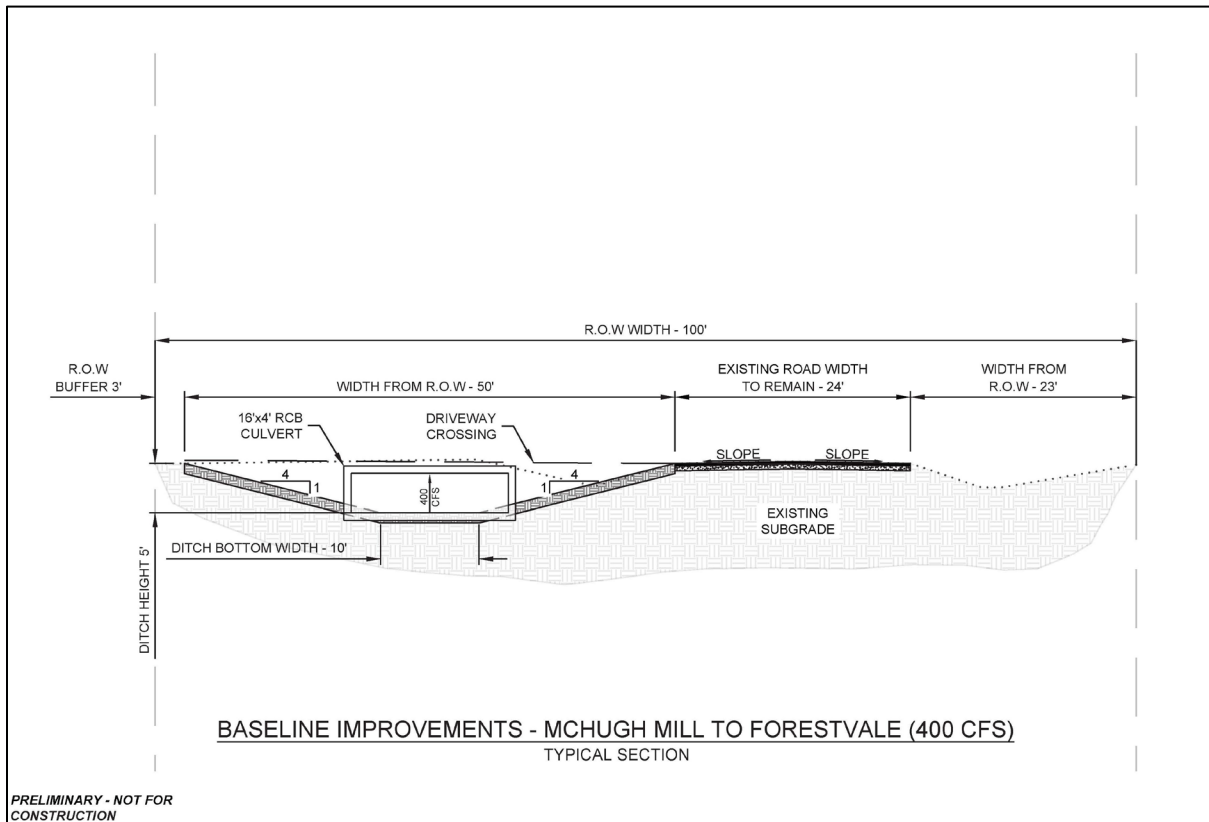 R.O.W WIDTH - 100'
R.O.W
BUFFER 3'
WIDTH FROM R.O.W - 50'
EXISTING ROAD WIDTH
TO REMAIN - 24'
WIDTH FROM
R.O.W - 23'
16'x4' RCB
CULVERT
DRIVEWAY
CROSSING
SLOPE
SLOPE
4
1
400
CFS
4
1
EXISTING
SUBGRADE
DITCH BOTTOM WIDTH - 10'
DITCH HEIGHT 5'
BASELINE IMPROVEMENTS - MCHUGH MILL TO FORESTVALE (400 CFS)
TYPICAL SECTION
PRELIMINARY - NOT FOR
CONSTRUCTION